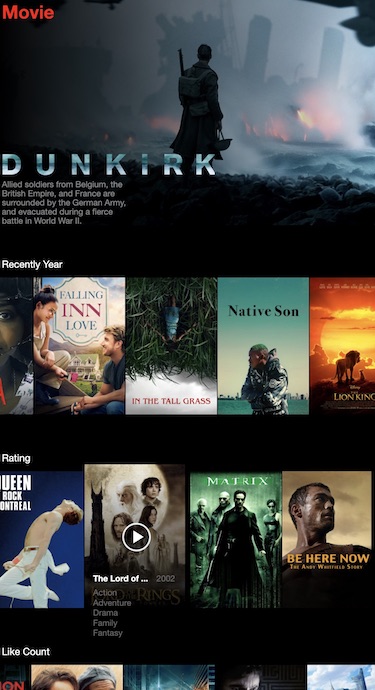 Movie
DUNKIRK
Allied soldiers from Belgium, the
British Empire, and France are
surrounded by the German Army,
and evacuated during a fierce
battle in World War II.
Recently Year
FALLING
INN
LOVE
IN THE TALL GRASS
Native Son
Disney
THE
LION KING
Rating
QUEEN
ROCK
MONTREAL
The Lord of ... 2002
Action
Adventure
Drama
Family
Fantasy
RINGS
MATRIX
BE HERE NOW
THE ANDY WHITFIELD STORY
Like Count